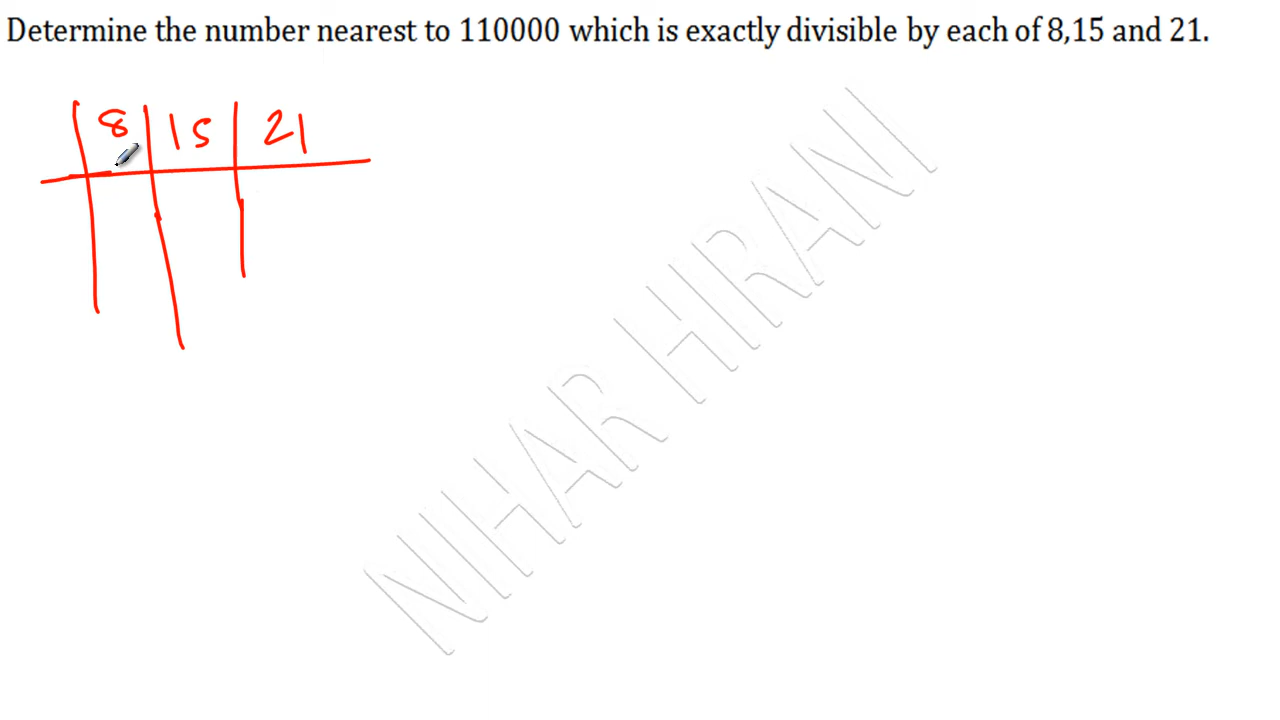 Determine the number nearest to 110000 which is exactly divisible by each of 8,15 and 21.
8 15 21
NIHAR HIRANI